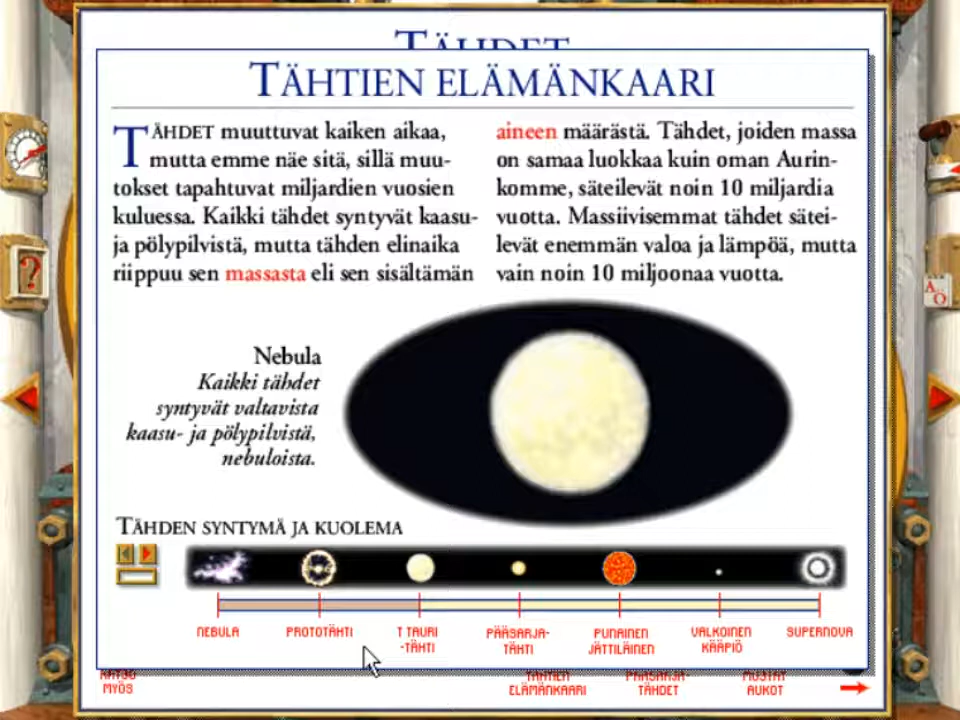 TÄHDET
TÄHTIEN ELÄMÄNKAARI
TÄHDET muuttuvat kaiken aikaa,
mutta emme näe sitä, sillä muu-
tokset tapahtuvat miljardien vuosien
kuluessa. Kaikki tähdet syntyvät kaasu-
ja pölypilvistä, mutta tähden elinaika
riippuu sen massasta eli sen sisältämän
aineen määrästä. Tähdet, joiden massa
on samaa luokkaa kuin oman Aurin-
komme, säteilevät noin 10 miljardia
vuotta. Massiivisemmat tähdet sätei-
levät enemmän valoa ja lämpöä, mutta
vain noin 10 miljoonaa vuotta.
Nebula
Kaikki tähdet
syntyvät valtavista
kaasu- ja pölypilvistä,
nebuloista.
TÄHDEN SYNTYMÄ JA KUOLEMA
NEBULA
PROTOTÄHTI
T TAURI
-TÄHTI
PÄÄSARJA-
TÄHTI
PUNAINEN
JÄTTILÄINEN
VALKOINEN
KÄÄPIÖ
SUPERNOVA
KATSO
MYÖS
TÄHTIEN
ELÄMÄNKAARI
PÄÄSARJA-
TÄHDET
MUSTAT
AUKOT
?
A
O